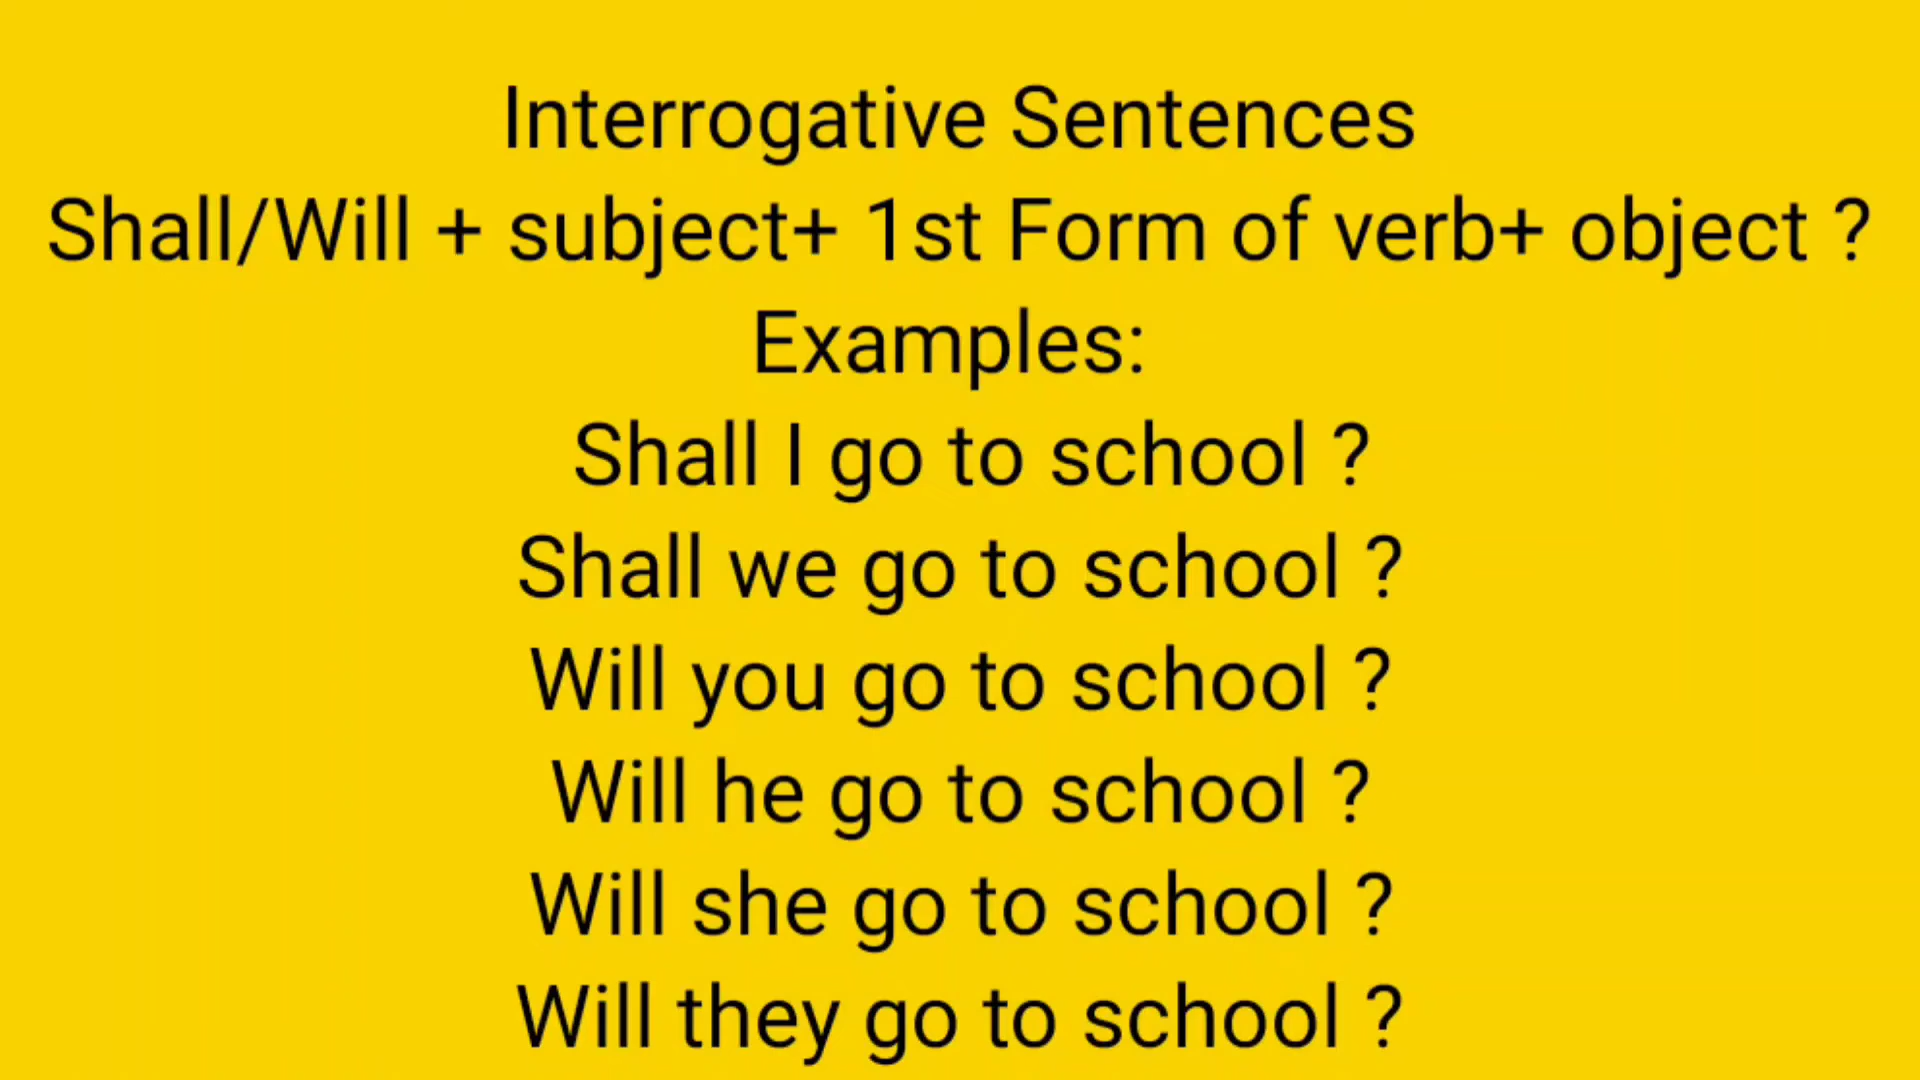 Interrogative Sentences
Shall/Will + subject+ 1st Form of verb+ object ?
Examples:
Shall I go to school ?
Shall we go to school ?
Will you go to school ?
Will he go to school ?
Will she go to school ?
Will they go to school ?